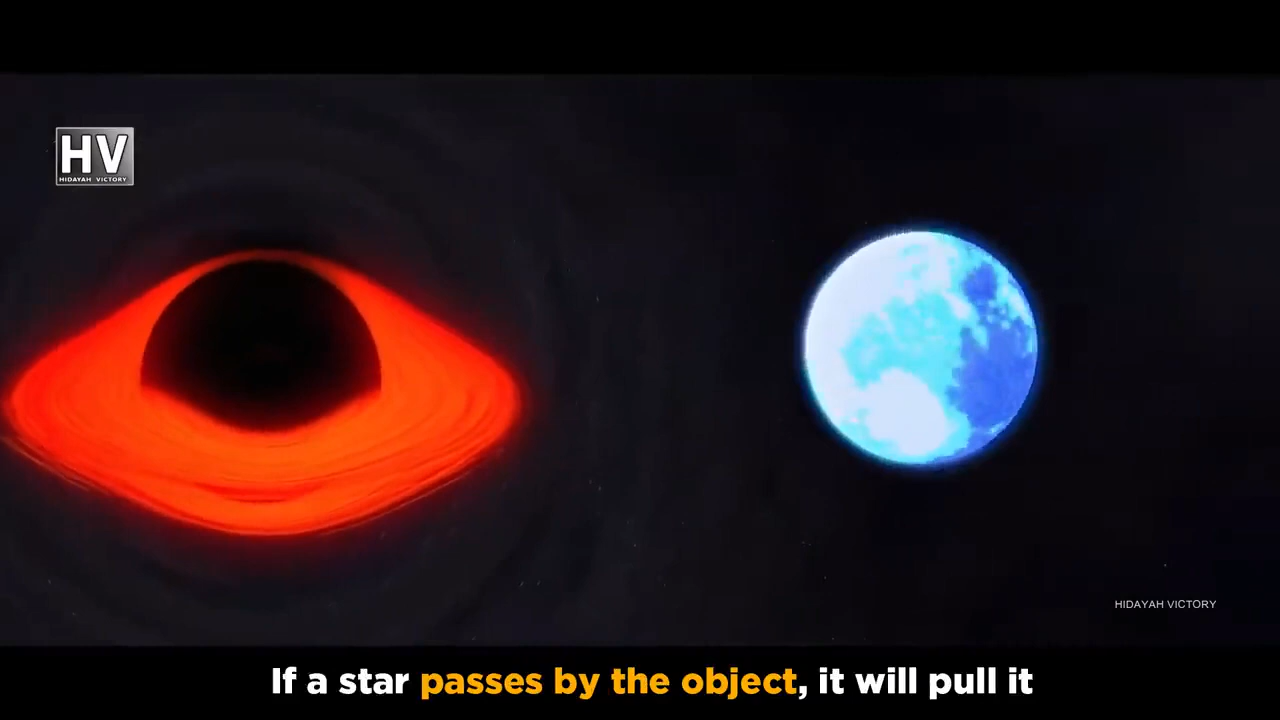 HV
HIDAYAH VICTORY
HIDAYAH VICTORY
If a star passes by the object, it will pull it